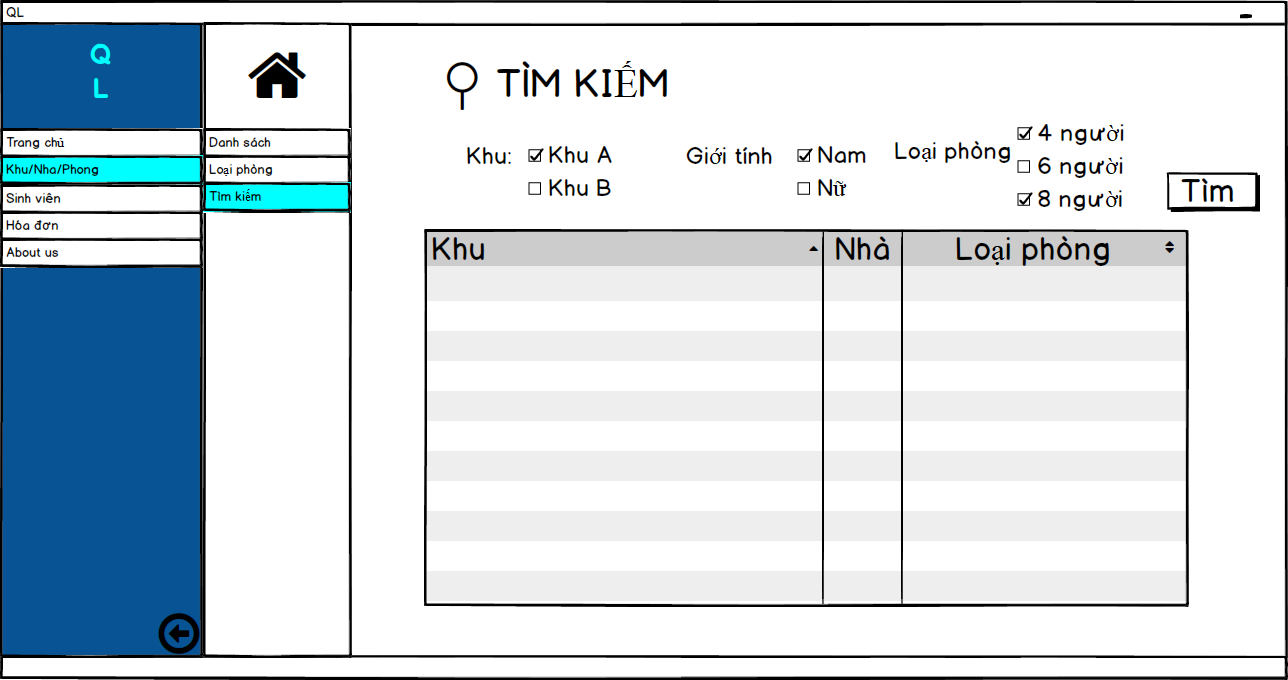 QL
Q
L
Trang chủ
Khu/Nha/Phong
Sinh viên
Hóa đơn
About us
Danh sách
Loại phòng
Tìm kiếm
TÌM KIẾM
Khu:
Khu A
Khu B
Giới tính
Nam
Nữ
Loại phòng
4 người
6 người
8 người
Tìm
Khu
Nhà
Loại phòng